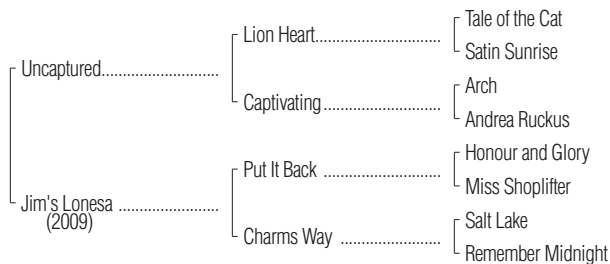 Tale of the Cat
Lion Heart
Satin Sunrise
Uncaptured
Arch
Captivating
Andrea Ruckus
Honour and Glory
Put It Back
Miss Shoplifter
Jim's Lonesa
(2009)
Salt Lake
Charms Way
Remember Midnight